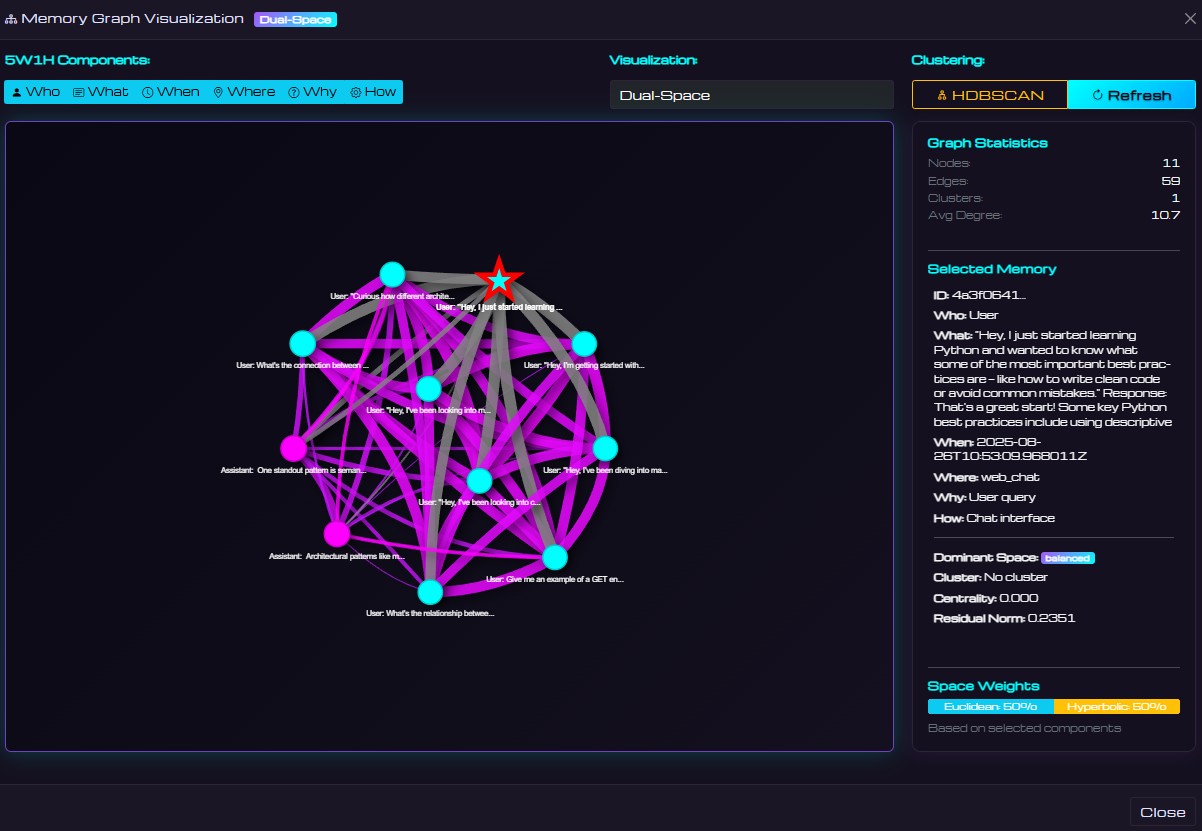 Memory Graph Visualization Dual-Space
5W1H Components:
Who What When Where Why How
Visualization:
Dual-Space
Clustering:
HDBSCAN Refresh
User: "Curious how different archite...
User: "Hey, I just started learning ...
User: What's the connection between ...
User: "Hey, I'm getting started with...
User: "Hey, I've been looking into m...
Assistant: One standout pattern is seman...
User: "Hey, I've been diving into ma...
User: "Hey, I've been looking into c...
Assistant: Architectural patterns like m...
User: Give me an example of a GET en...
User: What's the relationship betwee...
Graph Statistics
Nodes: 11
Edges: 59
Clusters: 1
Avg Degree: 10.7
Selected Memory
ID: 4a3f0641...
Who: User
What: "Hey, I just started learning
Python and wanted to know what
some of the most important best prac-
tices are – like how to write clean code
or avoid common mistakes." Response:
That's a great start! Some key Python
best practices include using descriptive
When: 2025-08-
26T10:53:09.968011Z
Where: web_chat
Why: User query
How: Chat interface
Dominant Space: balanced
Cluster: No cluster
Centrality: 0.000
Residual Norm: 0.2351
Space Weights
Euclidean: 50% Hyperbolic: 50%
Based on selected components
Close